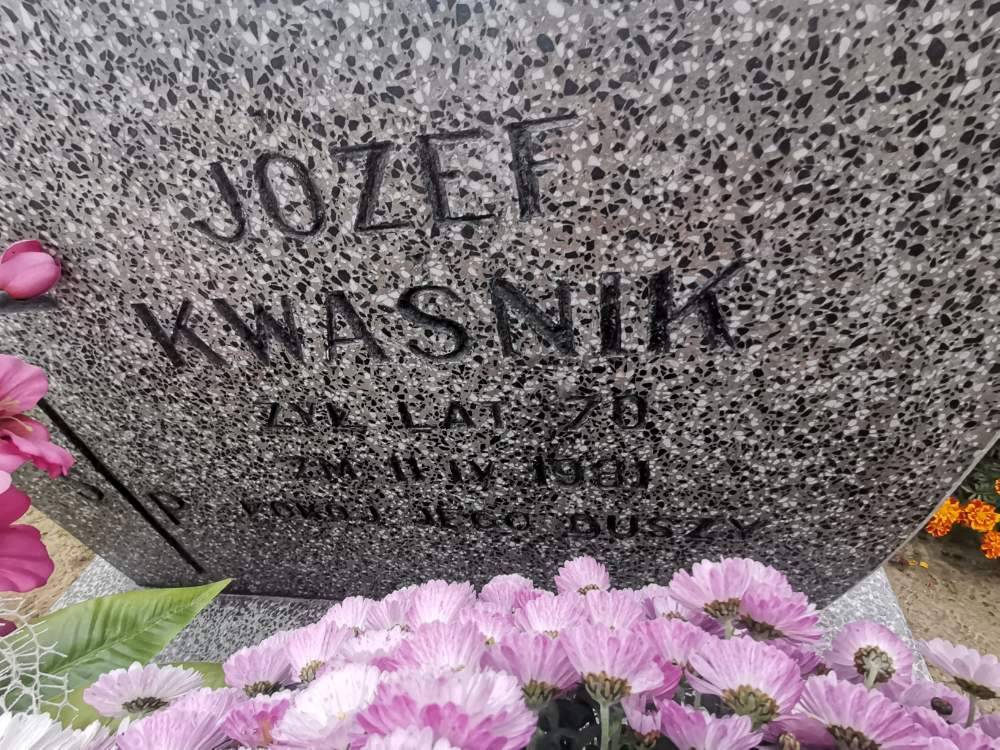 JÓZEF
KWAŚNIK
ŻYŁ LAT 70
ZM. 11 IV 1981
POKÓJ JEGO DUSZY